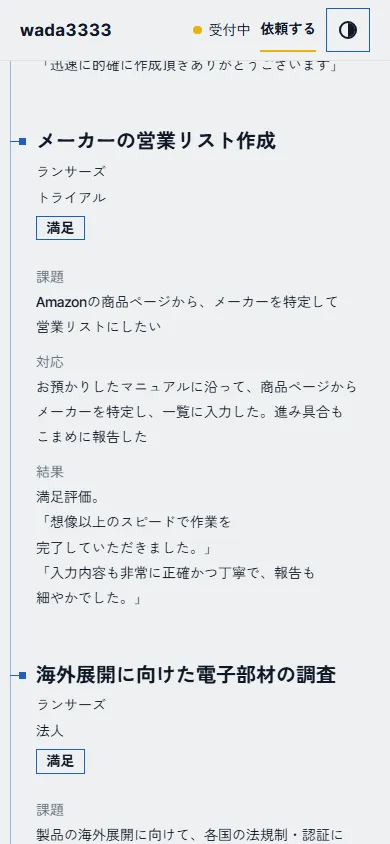 wada3333
受付中
依頼する
「迅速に的確に作成頂きありがとうございます」
メーカーの営業リスト作成
ランサーズ
トライアル
満足
課題
Amazonの商品ページから、メーカーを特定して
営業リストにしたい
対応
お預かりしたマニュアルに沿って、商品ページから
メーカーを特定し、一覧に入力した。進み具合も
こまめに報告した
結果
満足評価。
「想像以上のスピードで作業を
完了していただきました。」
「入力内容も非常に正確かつ丁寧で、報告も
細やかでした。」
海外展開に向けた電子部材の調査
ランサーズ
法人
満足
課題
製品の海外展開に向けて、各国の法規制・認証に